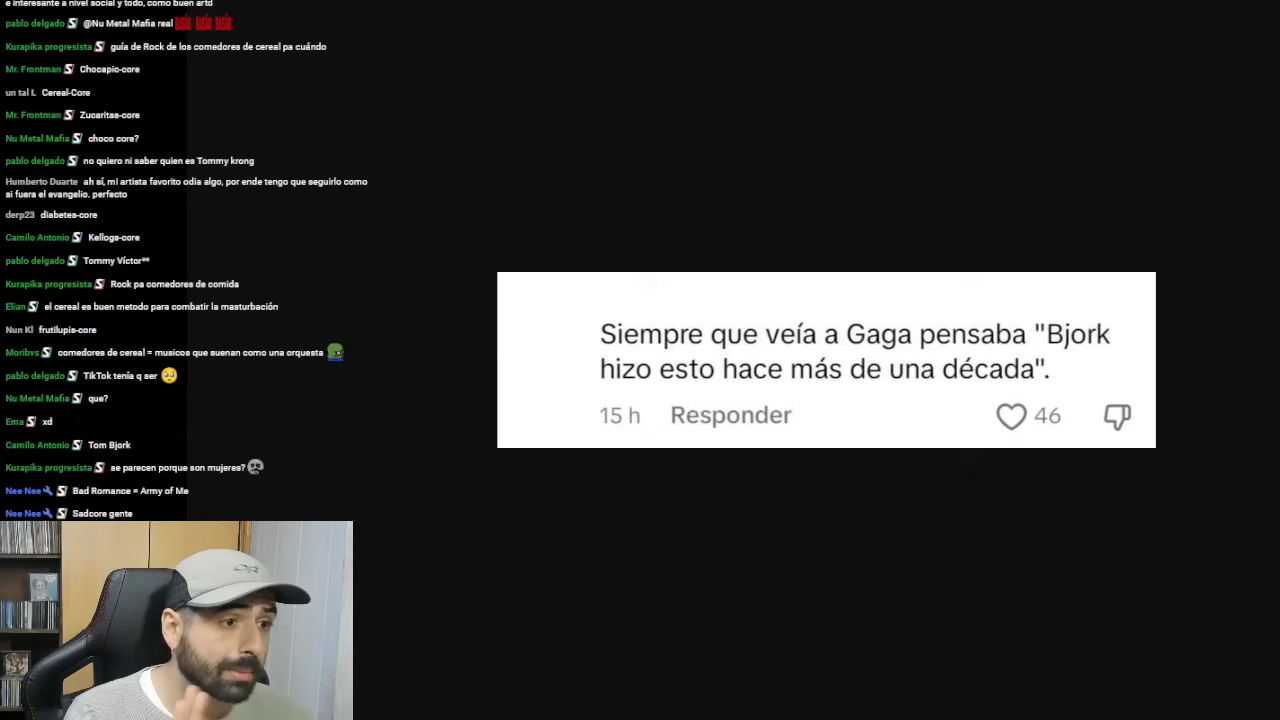 e interesante a nivel social y todo, como buen artd
pablo delgado @Nu Metal Mafia real
Kurapika progresista guía de Rock de los comedores de cereal pa cuándo
Mr. Frontman Chocapic-core
un tal L Cereal-Core
Mr. Frontman Zucaritas-core
Nu Metal Mafia choco core?
pablo delgado no quiero ni saber quien es Tommy krong
Humberto Duarte ah sí, mi artista favorito odia algo, por ende tengo que seguirlo como
si fuera el evangelio. perfecto
derp23 diabetes-core
Camilo Antonio Kellogs-core
pablo delgado Tommy Víctor**
Kurapika progresista Rock pa comedores de comida
Elian el cereal es buen metodo para combatir la masturbación
Nun Kl frutilupis-core
Moribvs comedores de cereal = musicos que suenan como una orquesta
pablo delgado TikTok tenía q ser
Nu Metal Mafia que?
Ema xd
Camilo Antonio Tom Bjork
Kurapika progresista se parecen porque son mujeres?
Nee Nee Bad Romance = Army of Me
Nee Nee Sadcore gente
Siempre que veía a Gaga pensaba "Bjork
hizo esto hace más de una década".
15 h Responder 46